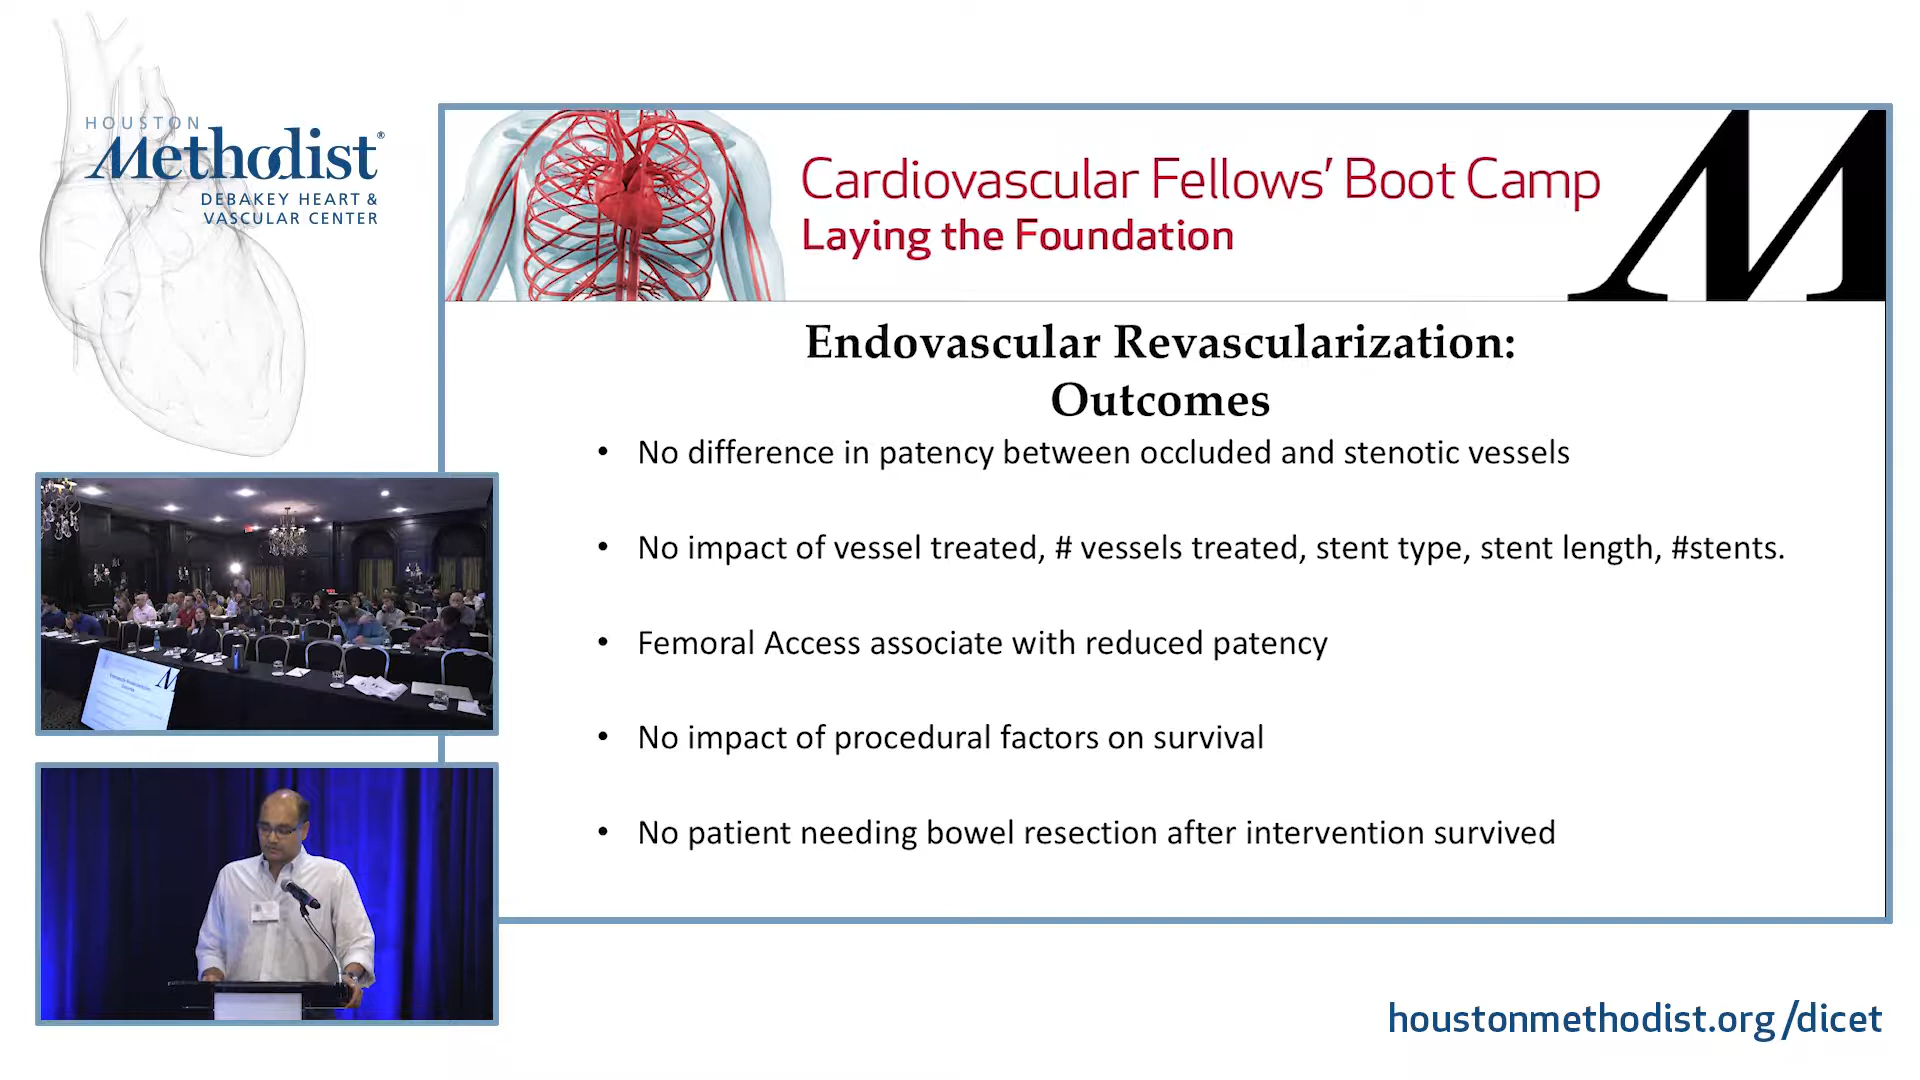 HOUSTON
Methodist®
DEBAKEY HEART &
VASCULAR CENTER
Cardiovascular Fellows' Boot Camp
Laying the Foundation
M
Endovascular Revascularization:
Outcomes
• No difference in patency between occluded and stenotic vessels
• No impact of vessel treated, # vessels treated, stent type, stent length, #stents.
• Femoral Access associate with reduced patency
• No impact of procedural factors on survival
• No patient needing bowel resection after intervention survived
houstonmethodist.org/dicet